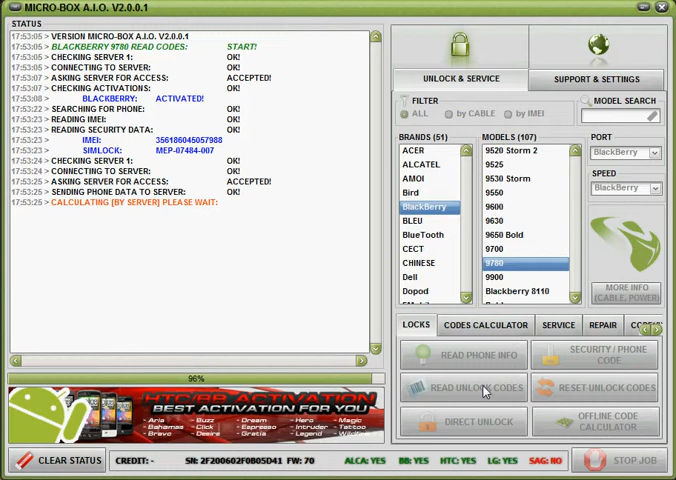 MICRO-BOX A.I.O. V2.0.0.1
STATUS
17:53:05 > VERSION MICRO-BOX A.I.O. V2.0.0.1
17:53:05 > BLACKBERRY 9780 READ CODES: START!
17:53:05 > CHECKING SERVER 1: OK!
17:53:05 > CONNECTING TO SERVER: OK!
17:53:05 > ASKING SERVER FOR ACCESS: ACCEPTED!
17:53:05 > CHECKING ACTIVATIONS: OK!
17:53:08 > BLACKBERRY: ACTIVATED!
17:53:22 > SEARCHING FOR PHONE: OK!
17:53:23 > READING IMEI: OK!
17:53:23 > READING SECURITY DATA: OK!
17:53:23 > IMEI: 356186045057988
17:53:23 > SIMLOCK: MEP-07484-007
17:53:24 > CHECKING SERVER 1: OK!
17:53:24 > CONNECTING TO SERVER: OK!
17:53:25 > ASKING SERVER FOR ACCESS: ACCEPTED!
17:53:25 > SENDING PHONE DATA TO SERVER: OK!
17:53:25 > CALCULATING [BY SERVER] PLEASE WAIT:
96%
HTC/BB ACTIVATION
BEST ACTIVATION FOR YOU
Aria Buzz Dream Hero Magic
Bahamas Click Espresso Imagio Tattoo
Bravo Desire Gratia Legend Wildfire
CLEAR STATUS
CREDIT: - SN: 2F200602F0B05D41 FW: 70
ALCA: YES BB: YES HTC: YES LG: YES SAG: NO
STOP JOB
UNLOCK & SERVICE
SUPPORT & SETTINGS
FILTER
ALL by CABLE by IMEI
MODEL SEARCH
BRANDS (51)
ACER
ALCATEL
AMOI
Bird
BlackBerry
BLEU
BlueTooth
CECT
CHINESE
Dell
Dopod
MODELS (107)
9520 Storm 2
9525
9530 Storm
9550
9600
9630
9650 Bold
9700
9780
9900
Blackberry 8110
PORT
BlackBerry
SPEED
BlackBerry
MORE INFO
(CABLE, POWER)
LOCKS
CODES CALCULATOR
SERVICE
REPAIR
READ PHONE INFO
SECURITY / PHONE
CODE
READ UNLOCK CODES
RESET UNLOCK CODES
DIRECT UNLOCK
OFFLINE CODE
CALCULATOR